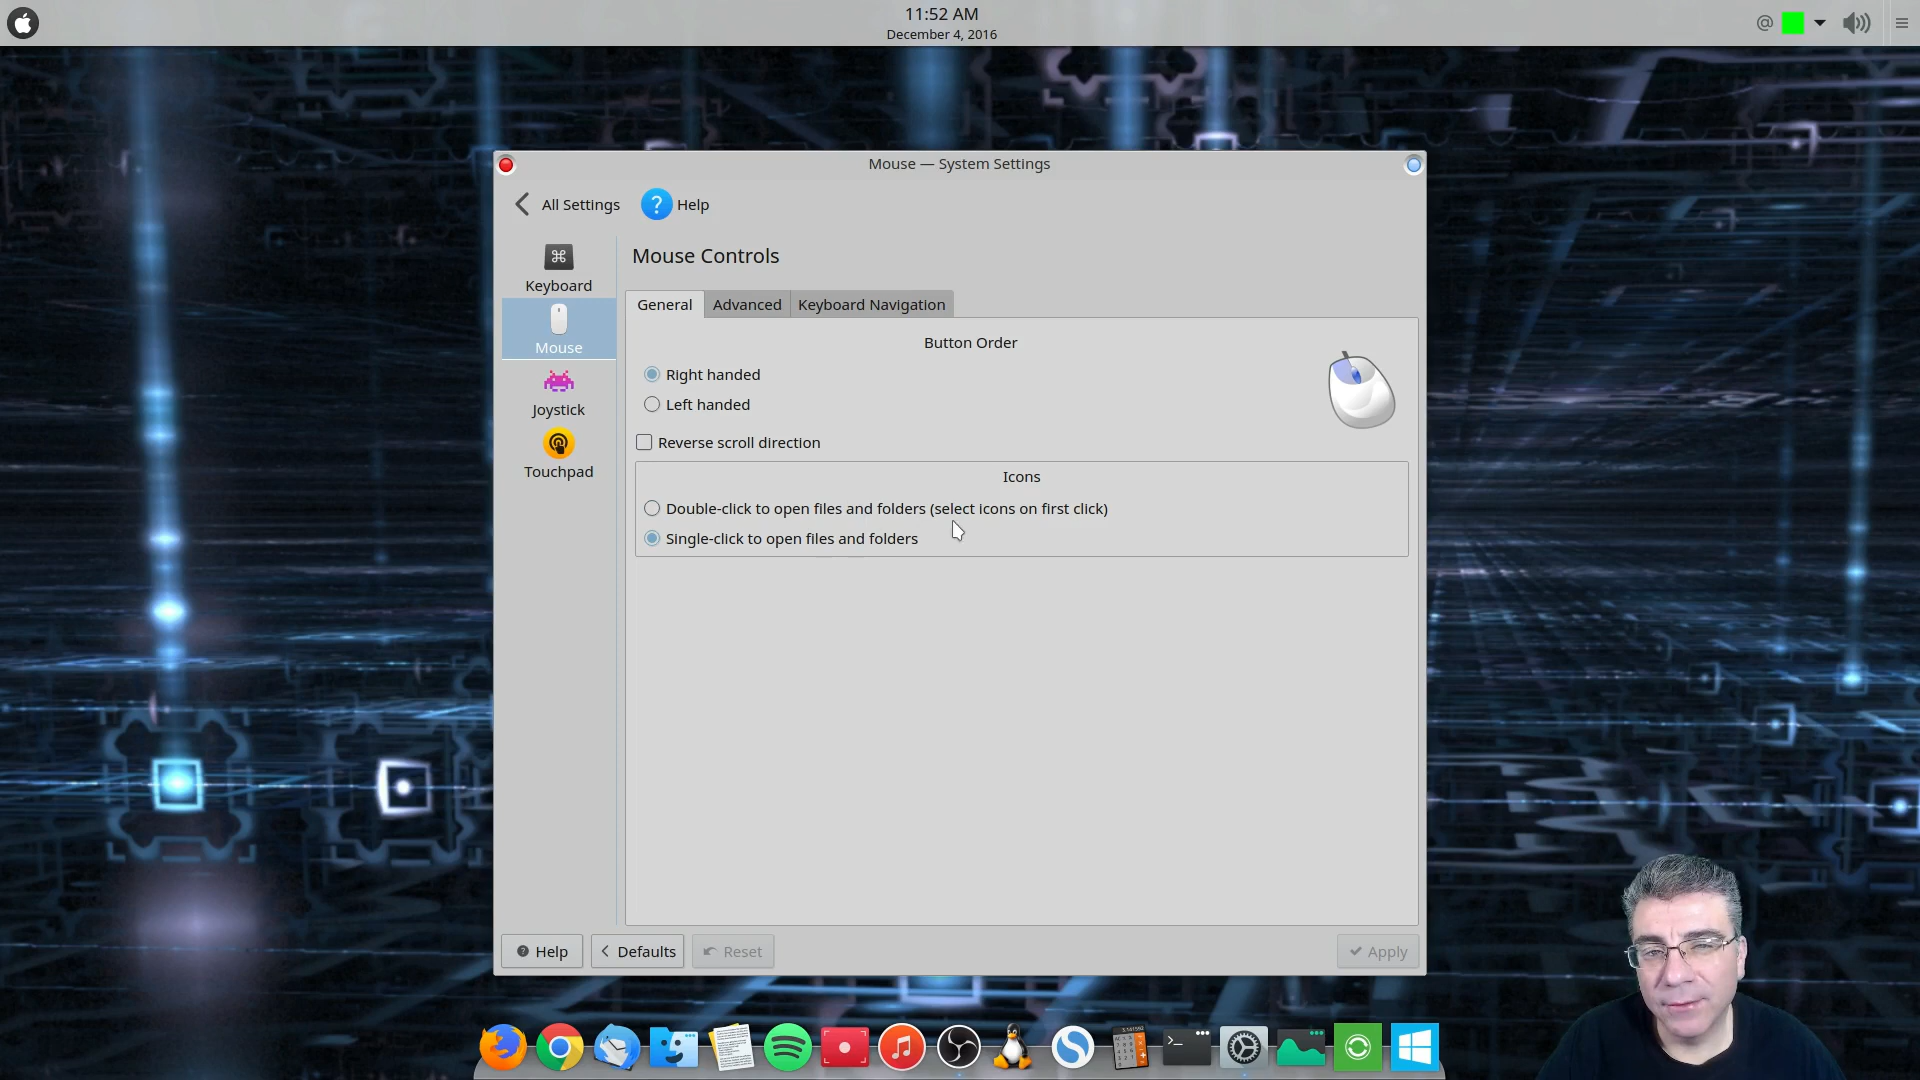 11:52 AM
December 4, 2016
@
Mouse — System Settings
All Settings
? Help
Keyboard
Mouse
Joystick
Touchpad
Mouse Controls
General
Advanced
Keyboard Navigation
Button Order
Right handed
Left handed
Reverse scroll direction
Icons
Double-click to open files and folders (select icons on first click)
Single-click to open files and folders
Help
Defaults
Reset
Apply